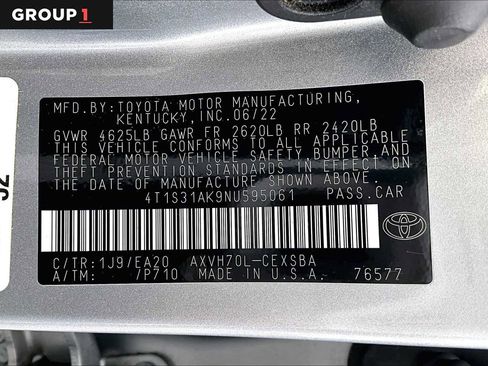 GROUP 1
MFD.BY:TOYOTA MOTOR MANUFACTURING,
KENTUCKY,INC.06/22
GVWR 4625LB GAWR FR 2620LB RR 2420LB
THIS VEHICLE CONFORMS TO ALL APPLICABLE
FEDERAL MOTOR VEHICLE SAFETY,BUMPER,AND
THEFT PREVENTION STANDARDS IN EFFECT ON
THE DATE OF MANUFACTURE SHOWN ABOVE.
4T1S31AK9NU595061 PASS.CAR
C/TR:1J9/EA20 AXVH70L-CEXSBA
A/TM: 7P710 MADE IN U.S.A. 76577